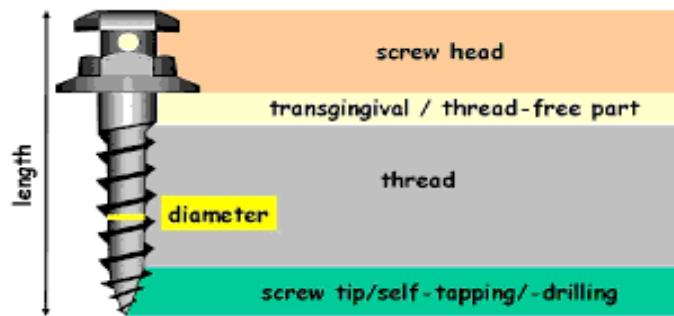 screw head
transgingival / thread-free part
thread
length
diameter
screw tip/self-tapping/-drilling